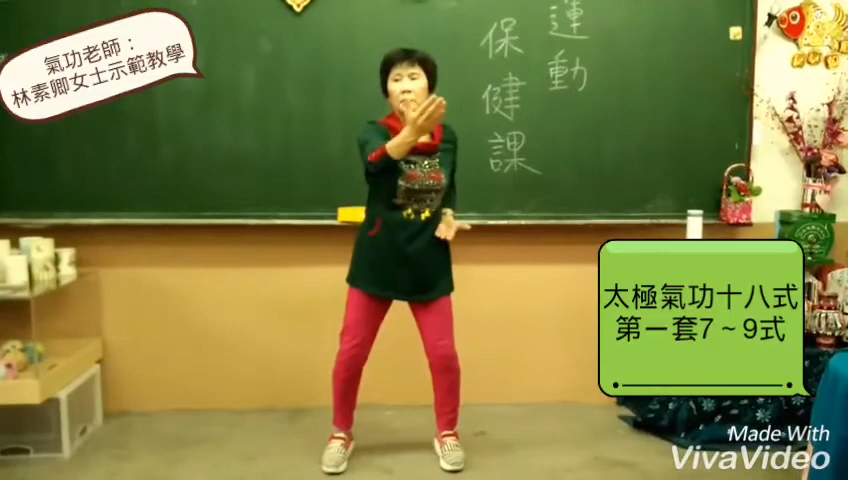 氣功老師：
林素卿女士示範教學
運動
保健課
太極氣功十八式
第一套7～9式
Made With
VivaVideo